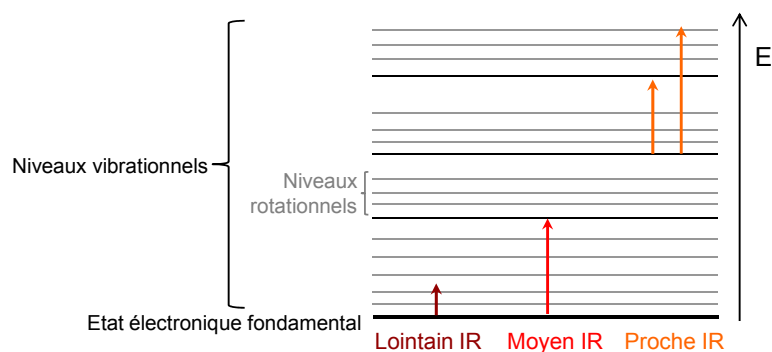 E
Niveaux vibrationnels
Niveaux
rotationnels
Etat électronique fondamental
Lointain IR
Moyen IR
Proche IR